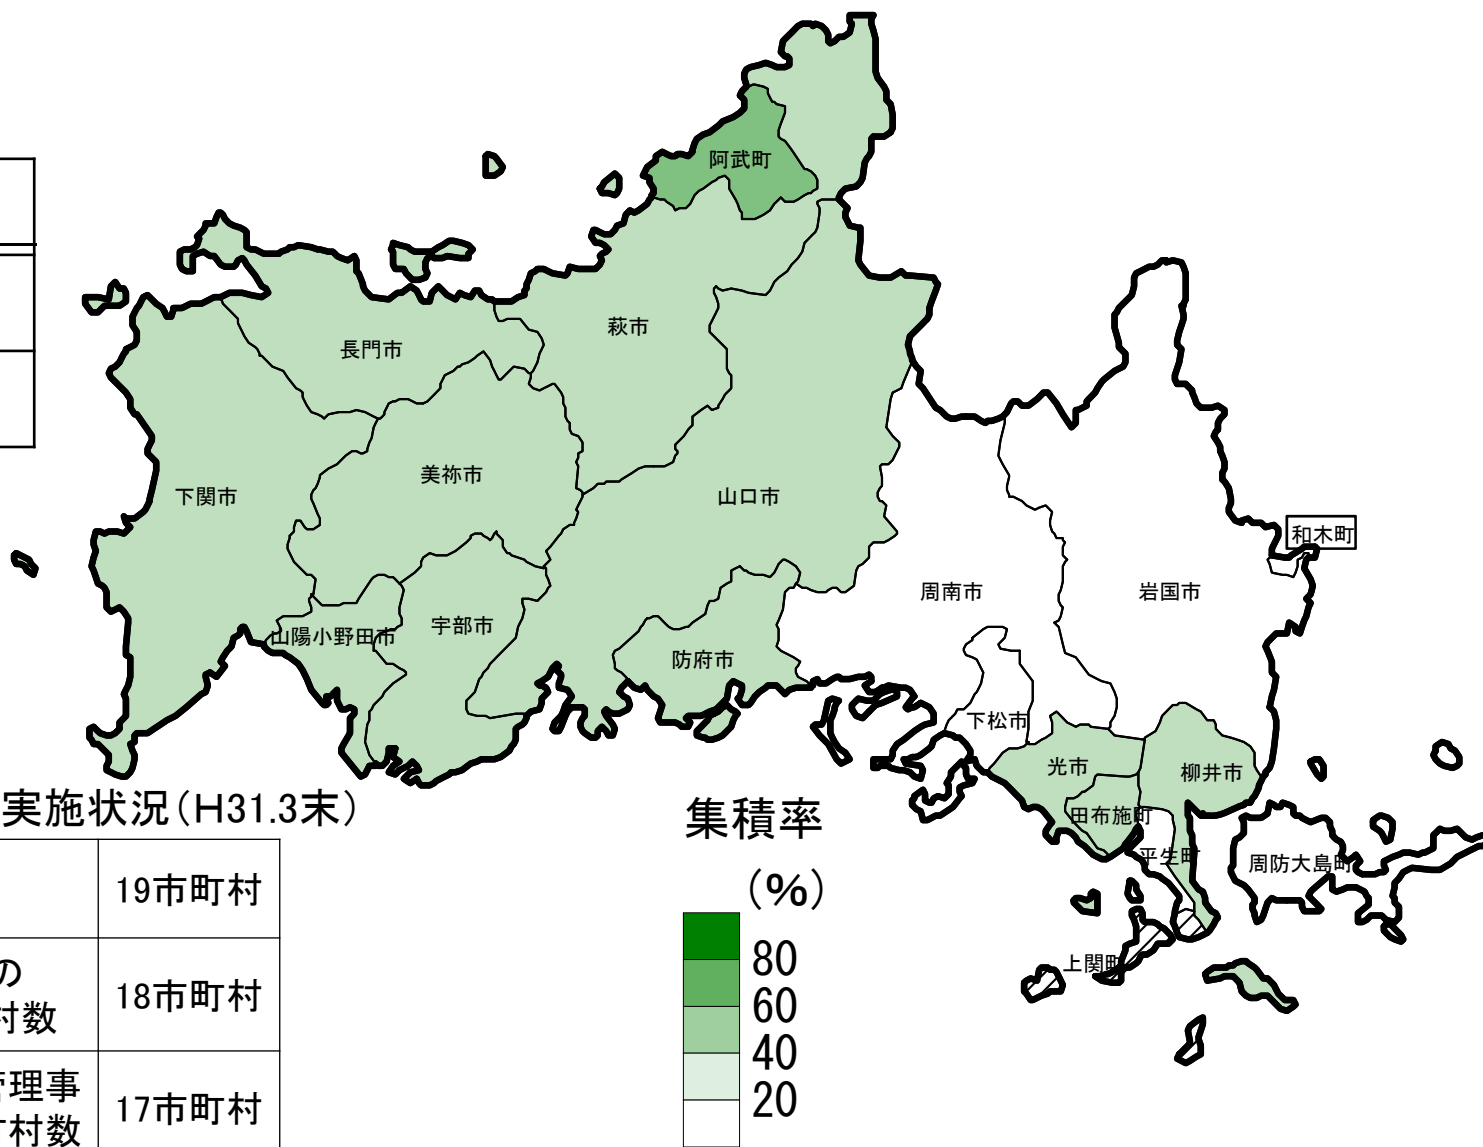 阿武町
萩市
長門市
美祢市
下関市
山口市
和木町
周南市
岩国市
宇部市
山陽小野田市
防府市
下松市
光市
柳井市
田布施町
平生町
周防大島町
上関町
実施状況（H31.3末）
19市町村
の
村数
18市町村
管理事
町村数
17市町村
集積率
（%）
80
60
40
20